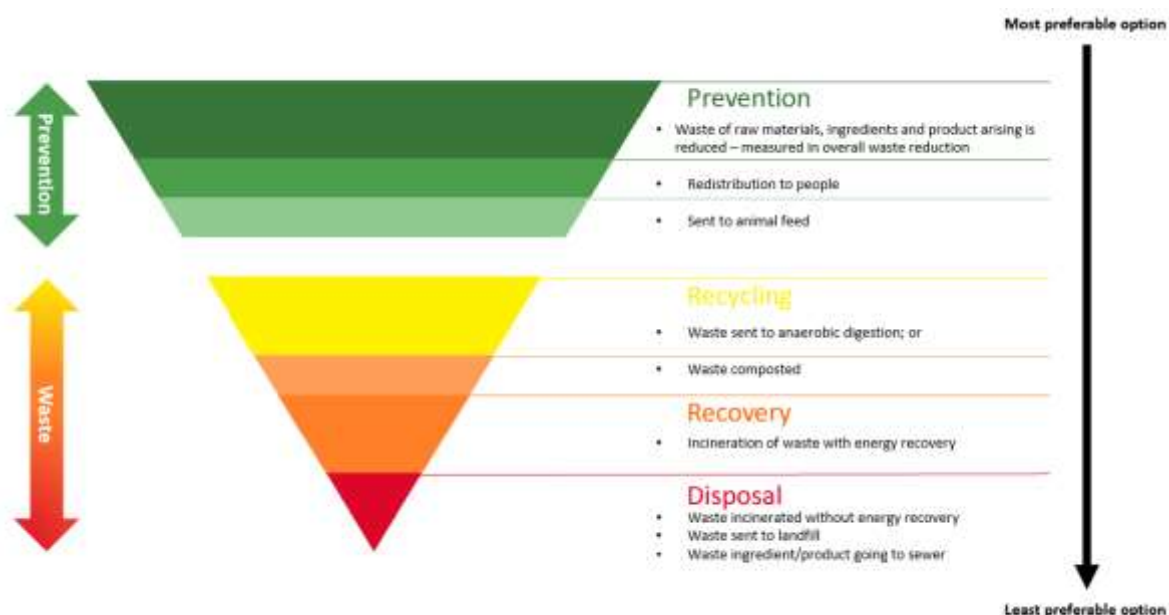 Most preferable option
Prevention
Prevention
• Waste of raw materials, ingredients and product arising is
reduced – measured in overall waste reduction
• Redistribution to people
• Sent to animal feed
Waste
Recycling
• Waste sent to anaerobic digestion; or
• Waste composted
Recovery
• Incineration of waste with energy recovery
Disposal
• Waste incinerated without energy recovery
• Waste sent to landfill
• Waste ingredient/product going to sewer
Least preferable option